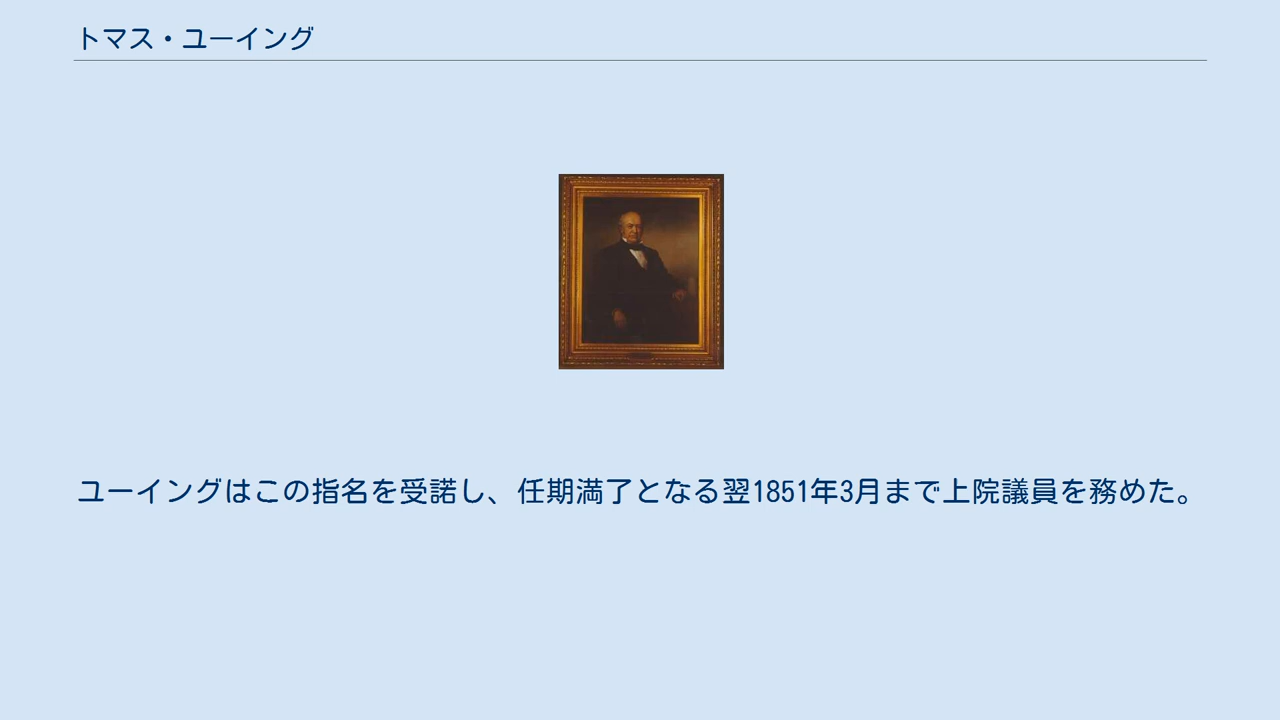 トマス・ユーイング
ユーイングはこの指名を受諾し、任期満了となる翌1851年3月まで上院議員を務めた。